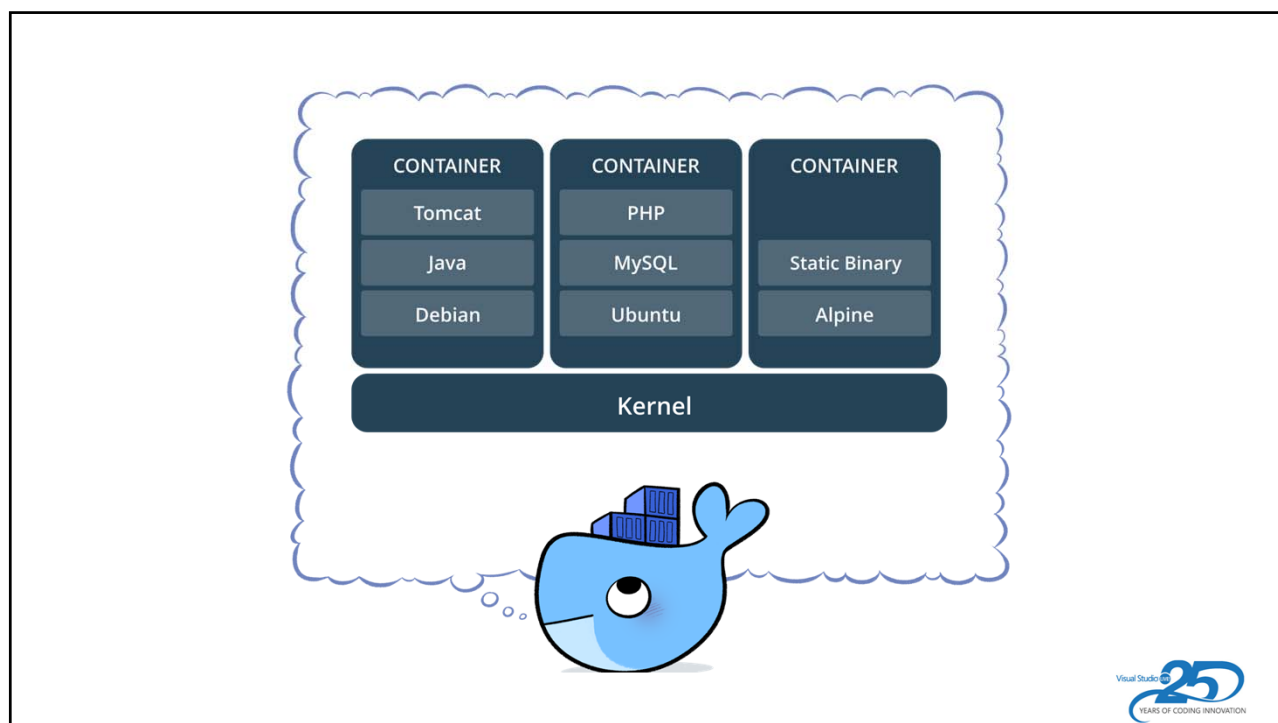 CONTAINER
Tomcat
Java
Debian
CONTAINER
PHP
MySQL
Ubuntu
CONTAINER
Static Binary
Alpine
Kernel
Visual Studio LIVE! 25
YEARS OF CODING INNOVATION